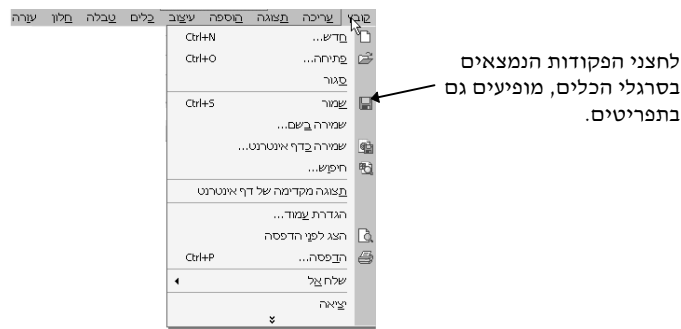 קובץ עריכה תצוגה הוספה עיצוב כלים טבלה חלון עזרה
חדש... Ctrl+N
פתיחה... Ctrl+O
סגור
שמור Ctrl+S
שמירה בשם...
שמירה כדף אינטרנט...
חיפוש...
תצוגה מקדימה של דף אינטרנט
הגדרת עמוד...
הצג לפני הדפסה
הדפסה... Ctrl+P
שלח אל
יציאה
לחצני הפקודות הנמצאים
בסרגלי הכלים, מופיעים גם
בתפריטים.